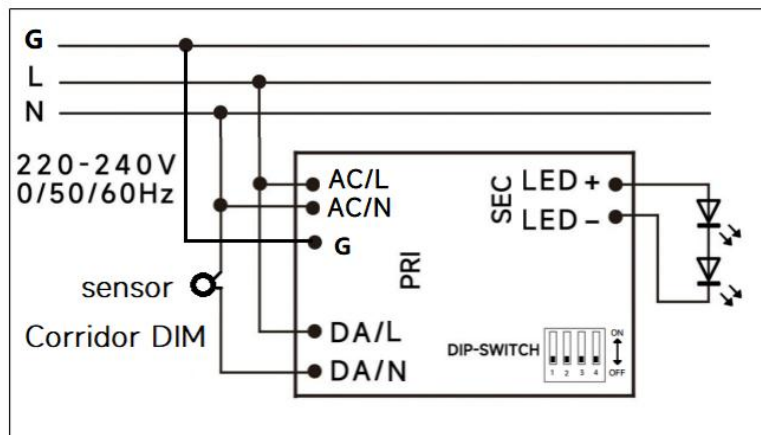 G
L
N
220-240V
0/50/60Hz
AC/L
AC/N
G
PRI
SEC
LED +
LED −
sensor
Corridor DIM
DA/L
DA/N
DIP-SWITCH
ON
1 2 3 4
OFF